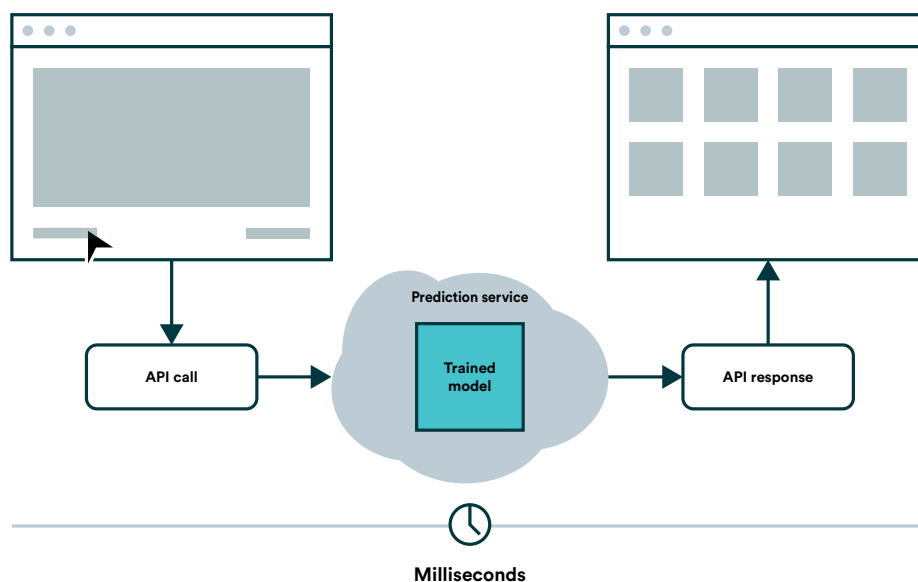 Prediction service
Trained
model
API call
API response
Milliseconds